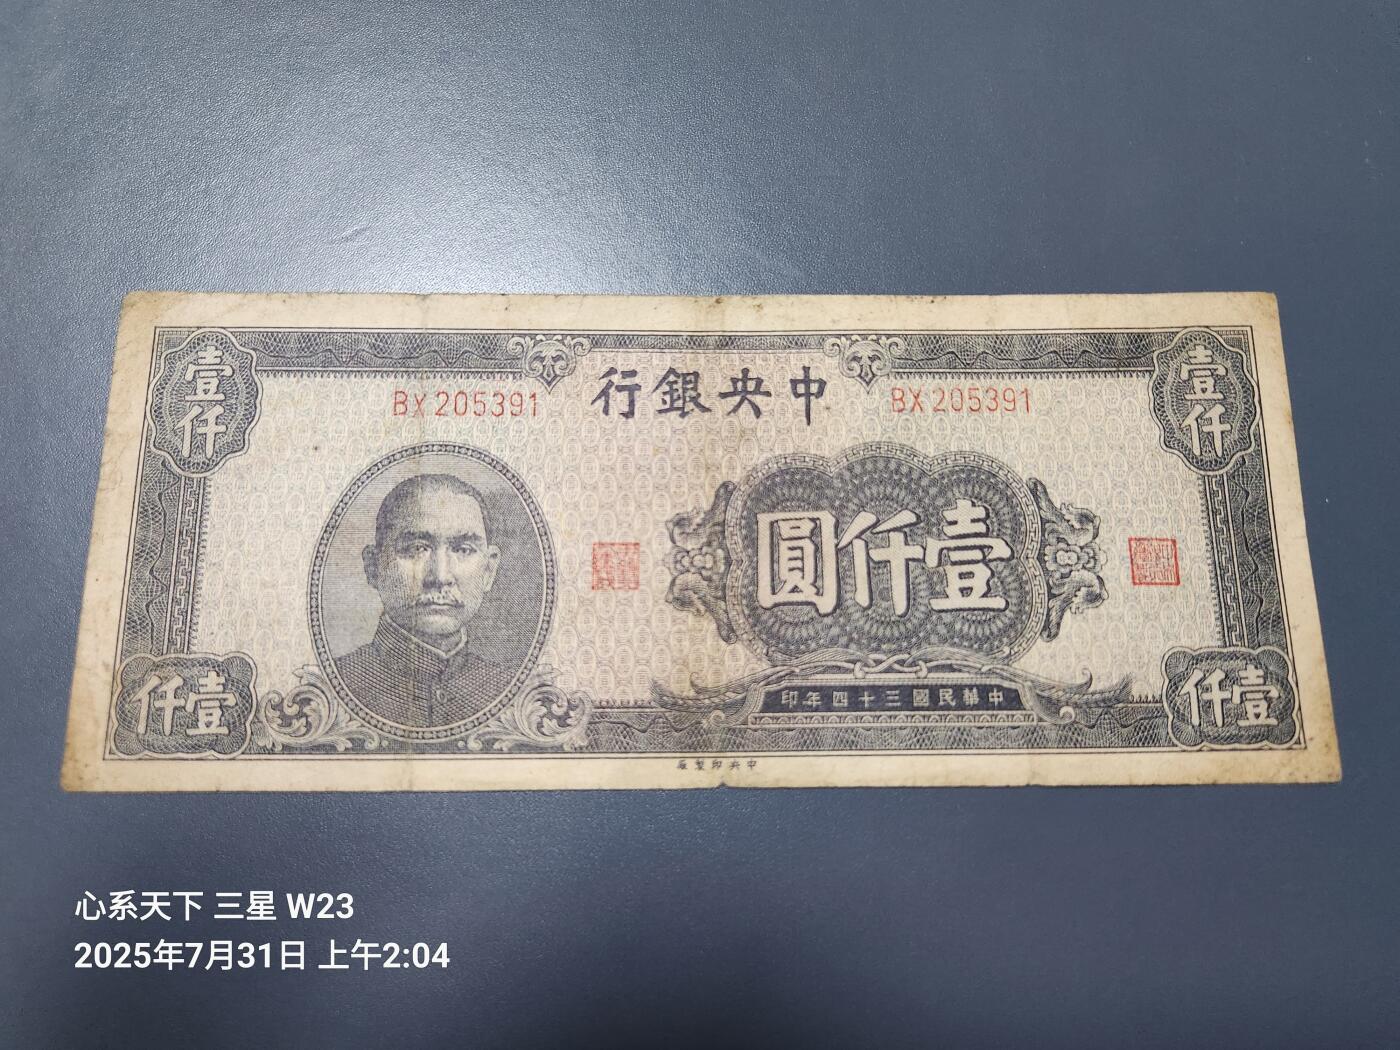 中央銀行
BX 205391
BX 205391
壹仟
壹仟
壹仟圓
中華民國三十四年印
壹仟
壹仟
中央印製廠
心系天下 三星 W23
2025年7月31日 上午2:04